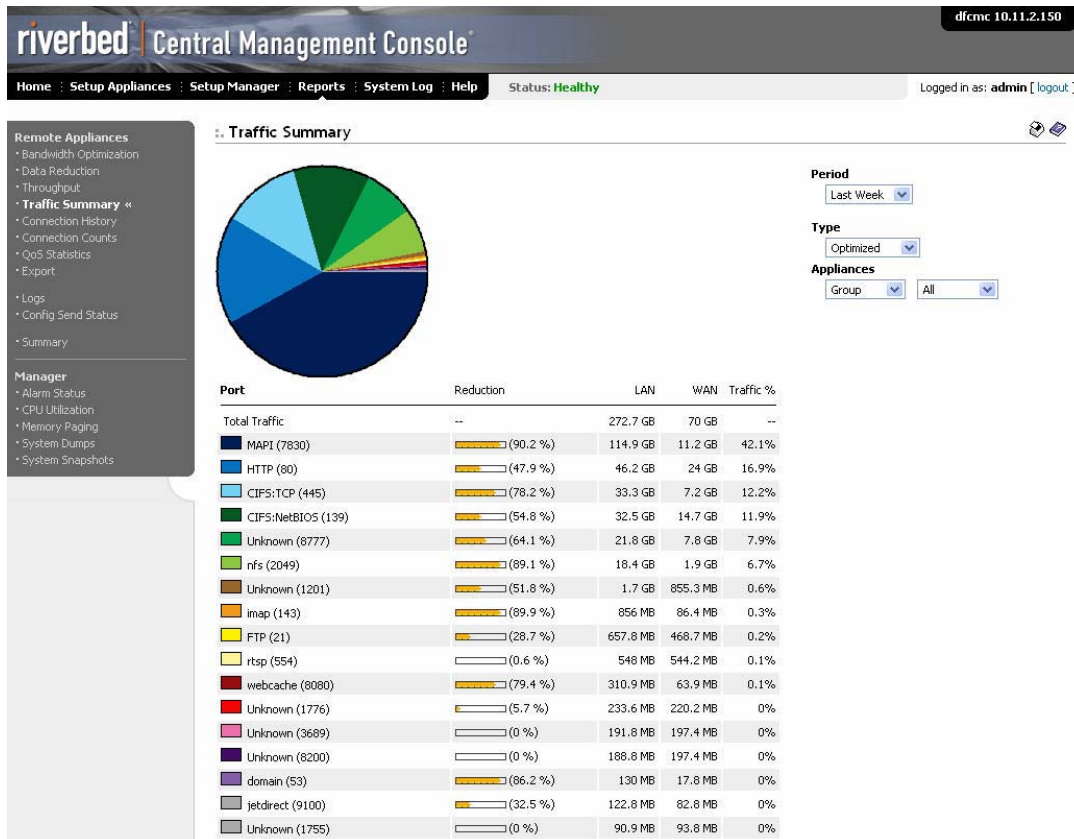 dfcmc 10.11.2.150
riverbed Central Management Console
Home Setup Appliances Setup Manager Reports System Log Help Status: Healthy Logged in as: admin [ logout ]
Remote Appliances
• Bandwidth Optimization
• Data Reduction
• Throughput
• Traffic Summary «
• Connection History
• Connection Counts
• QoS Statistics
• Export
• Logs
• Config Send Status
• Summary
Manager
• Alarm Status
• CPU Utilization
• Memory Paging
• System Dumps
• System Snapshots
:. Traffic Summary
Period
Last Week
Type
Optimized
Appliances
Group All
Port Reduction LAN WAN Traffic %
Total Traffic -- 272.7 GB 70 GB --
MAPI (7830) (90.2 %) 114.9 GB 11.2 GB 42.1%
HTTP (80) (47.9 %) 46.2 GB 24 GB 16.9%
CIFS:TCP (445) (78.2 %) 33.3 GB 7.2 GB 12.2%
CIFS:NetBIOS (139) (54.8 %) 32.5 GB 14.7 GB 11.9%
Unknown (8777) (64.1 %) 21.8 GB 7.8 GB 7.9%
nfs (2049) (89.1 %) 18.4 GB 1.9 GB 6.7%
Unknown (1201) (51.8 %) 1.7 GB 855.3 MB 0.6%
imap (143) (89.9 %) 856 MB 86.4 MB 0.3%
FTP (21) (28.7 %) 657.8 MB 468.7 MB 0.2%
rtsp (554) (0.6 %) 548 MB 544.2 MB 0.1%
webcache (8080) (79.4 %) 310.9 MB 63.9 MB 0.1%
Unknown (1776) (5.7 %) 233.6 MB 220.2 MB 0%
Unknown (3689) (0 %) 191.8 MB 197.4 MB 0%
Unknown (8200) (0 %) 188.8 MB 197.4 MB 0%
domain (53) (86.2 %) 130 MB 17.8 MB 0%
jetdirect (9100) (32.5 %) 122.8 MB 82.8 MB 0%
Unknown (1755) (0 %) 90.9 MB 93.8 MB 0%